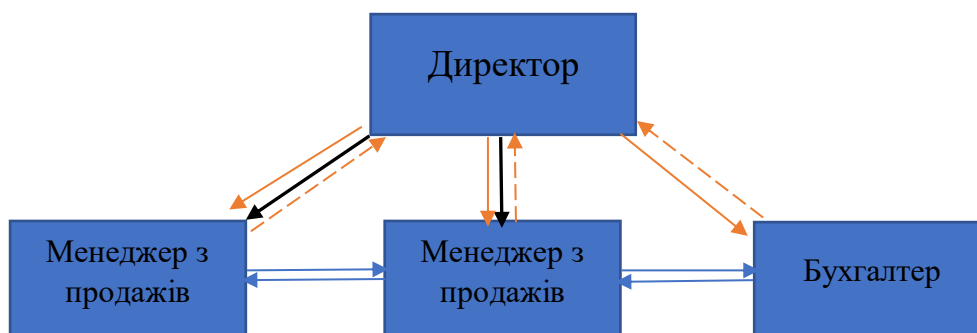 Директор
Менеджер з
продажів
Менеджер з
продажів
Бухгалтер